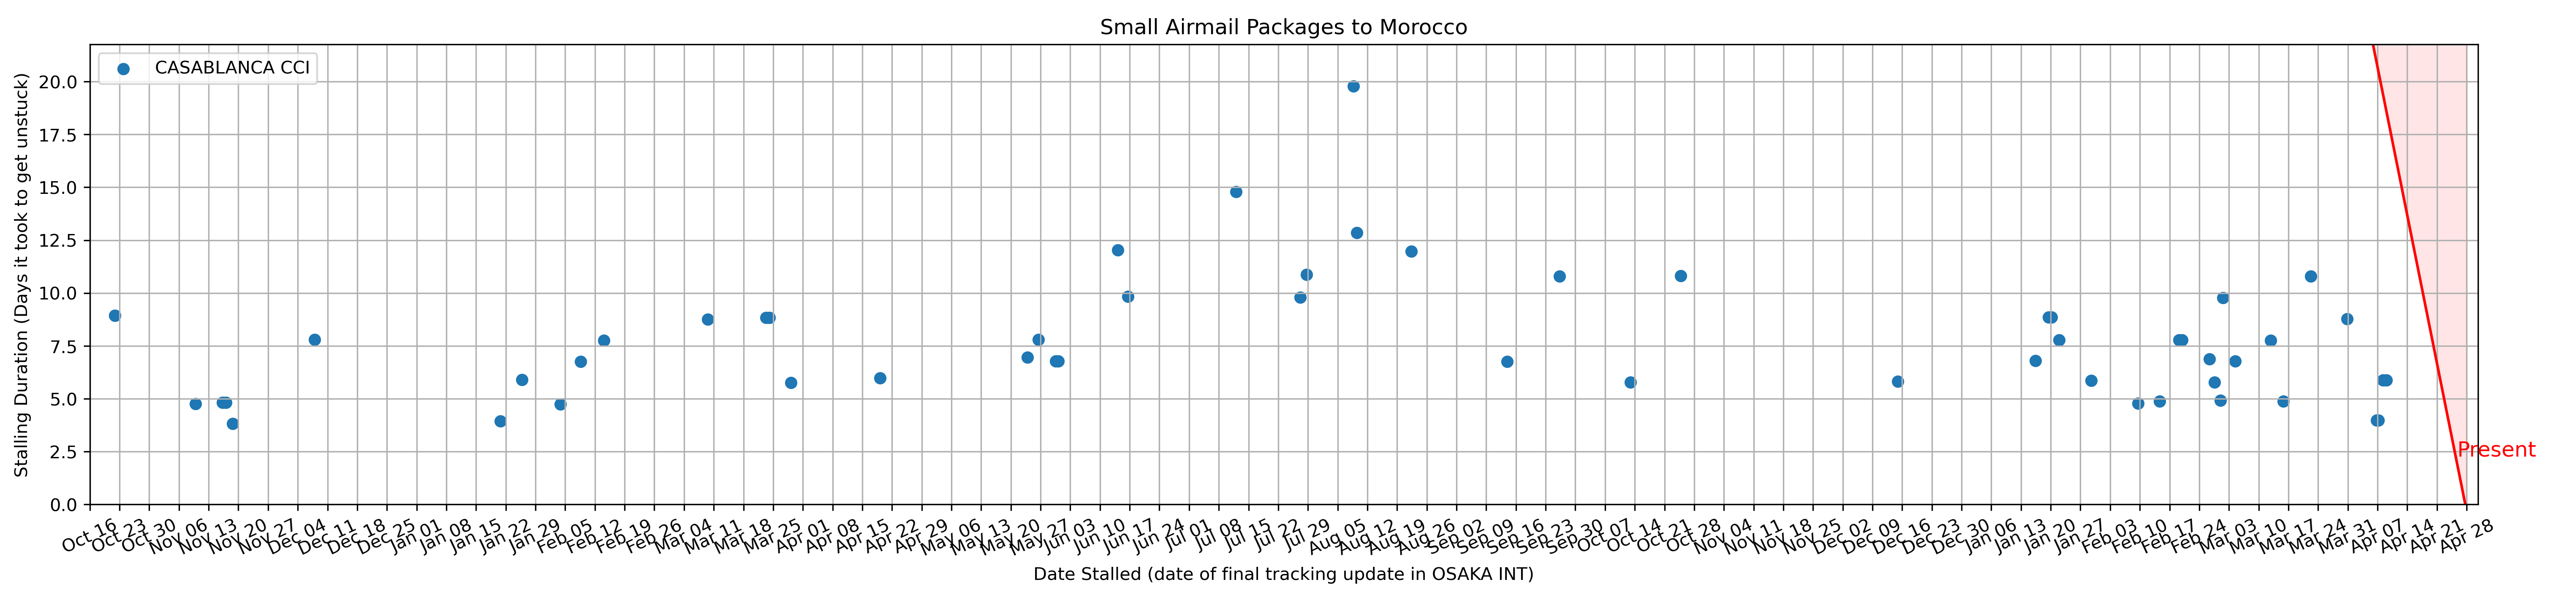 Small Airmail Packages to Morocco
CASABLANCA CCI
Stalling Duration (Days it took to get unstuck)
20.0
17.5
15.0
12.5
10.0
7.5
5.0
2.5
0.0
Present
Oct 16
Oct 23
Oct 30
Nov 06
Nov 13
Nov 20
Nov 27
Dec 04
Dec 11
Dec 18
Dec 25
Jan 01
Jan 08
Jan 15
Jan 22
Jan 29
Feb 05
Feb 12
Feb 19
Feb 26
Mar 04
Mar 11
Mar 18
Mar 25
Apr 01
Apr 08
Apr 15
Apr 22
Apr 29
May 06
May 13
May 20
May 27
Jun 03
Jun 10
Jun 17
Jun 24
Jul 01
Jul 08
Jul 15
Jul 22
Jul 29
Aug 05
Aug 12
Aug 19
Aug 26
Sep 02
Sep 09
Sep 16
Sep 23
Sep 30
Oct 07
Oct 14
Oct 21
Oct 28
Nov 04
Nov 11
Nov 18
Nov 25
Dec 02
Dec 09
Dec 16
Dec 23
Dec 30
Jan 06
Jan 13
Jan 20
Jan 27
Feb 03
Feb 10
Feb 17
Feb 24
Mar 03
Mar 10
Mar 17
Mar 24
Mar 31
Apr 07
Apr 14
Apr 21
Apr 28
Date Stalled (date of final tracking update in OSAKA INT)